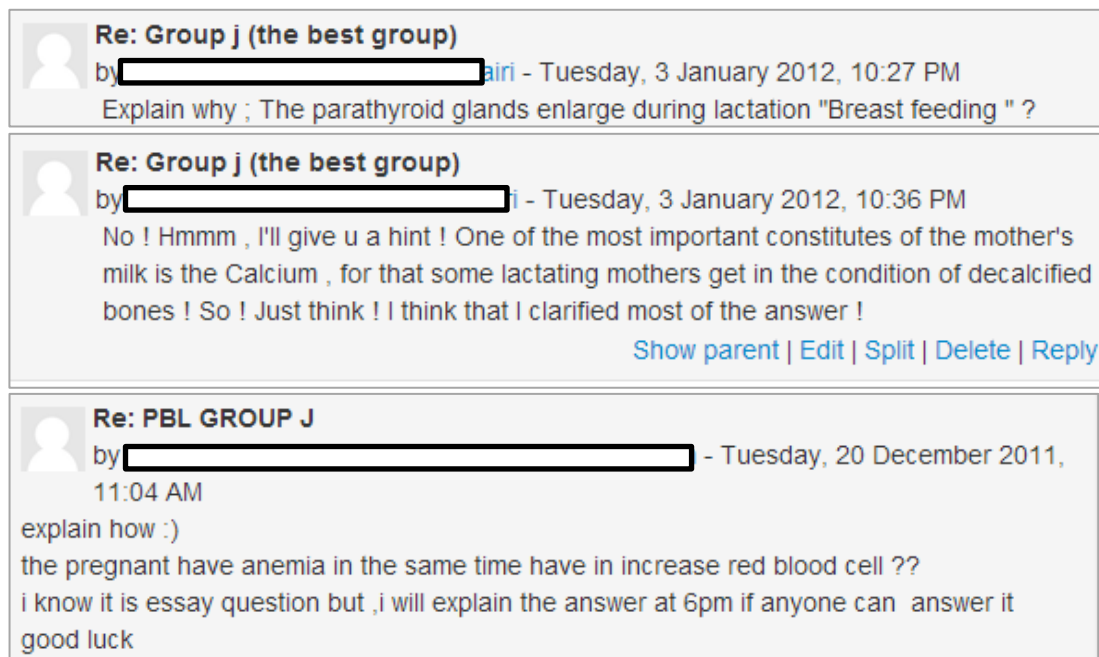 Re: Group j (the best group)
by airi - Tuesday, 3 January 2012, 10:27 PM
Explain why ; The parathyroid glands enlarge during lactation "Breast feeding " ?
Re: Group j (the best group)
by i - Tuesday, 3 January 2012, 10:36 PM
No ! Hmmm , I'll give u a hint ! One of the most important constitutes of the mother's
milk is the Calcium , for that some lactating mothers get in the condition of decalcified
bones ! So ! Just think ! I think that I clarified most of the answer !
Show parent | Edit | Split | Delete | Reply
Re: PBL GROUP J
by - Tuesday, 20 December 2011,
11:04 AM
explain how :)
the pregnant have anemia in the same time have in increase red blood cell ??
i know it is essay question but ,i will explain the answer at 6pm if anyone can answer it
good luck